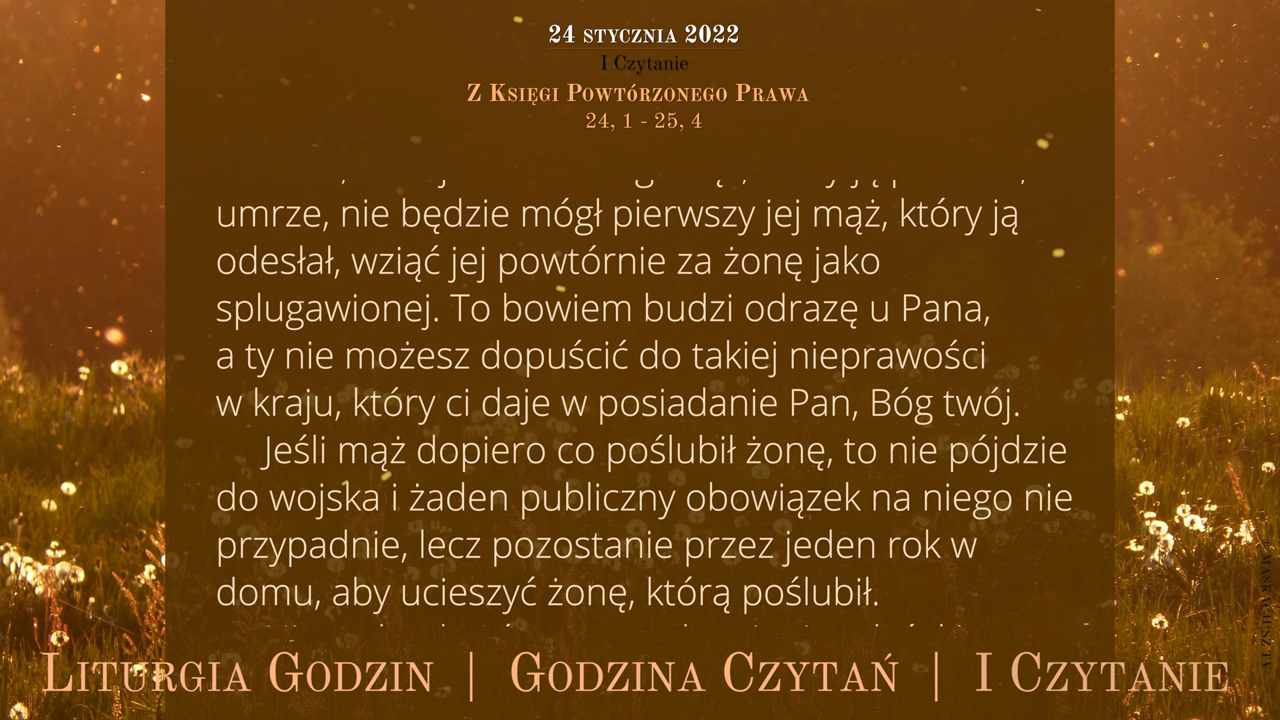 24 STYCZNIA 2022
I Czytanie
Z KSIĘGI POWTÓRZONEGO PRAWA
24, 1 - 25, 4
umrze, nie będzie mógł pierwszy jej mąż, który ją
odesłał, wziąć jej powtórnie za żonę jako
splugawionej. To bowiem budzi odrazę u Pana,
a ty nie możesz dopuścić do takiej nieprawości
w kraju, który ci daje w posiadanie Pan, Bóg twój.
Jeśli mąż dopiero co poślubił żonę, to nie pójdzie
do wojska i żaden publiczny obowiązek na niego nie
przypadnie, lecz pozostanie przez jeden rok w
domu, aby ucieszyć żonę, którą poślubił.
LITURGIA GODZIN | GODZINA CZYTAŃ | I CZYTANIE